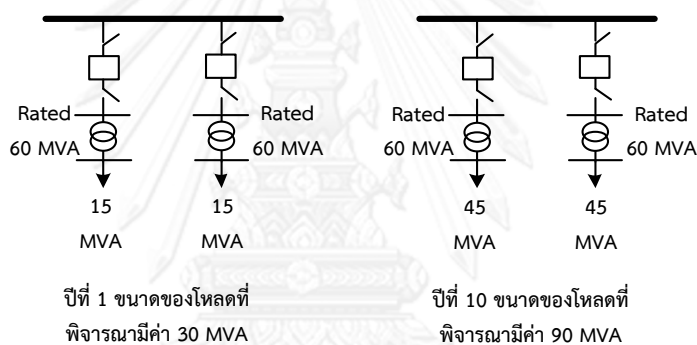 Rated Rated Rated Rated
60 MVA 60 MVA 60 MVA 60 MVA
15 15 45 45
MVA MVA MVA MVA
ปีที่ 1 ขนาดของโหลดที่ ปีที่ 10 ขนาดของโหลดที่
พิจารณามีค่า 30 MVA พิจารณามีค่า 90 MVA